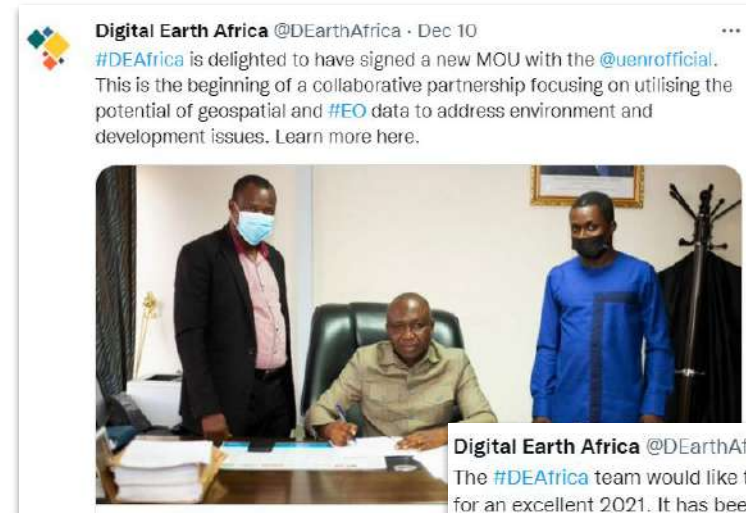 Digital Earth Africa @DEarthAfrica · Dec 10
#DEAfrica is delighted to have signed a new MOU with the @uenrofficial.
This is the beginning of a collaborative partnership focusing on utilising the
potential of geospatial and #EO data to address environment and
development issues. Learn more here.
Digital Earth Africa @DEarthAf
The #DEAfrica team would like t
for an excellent 2021. It has bee